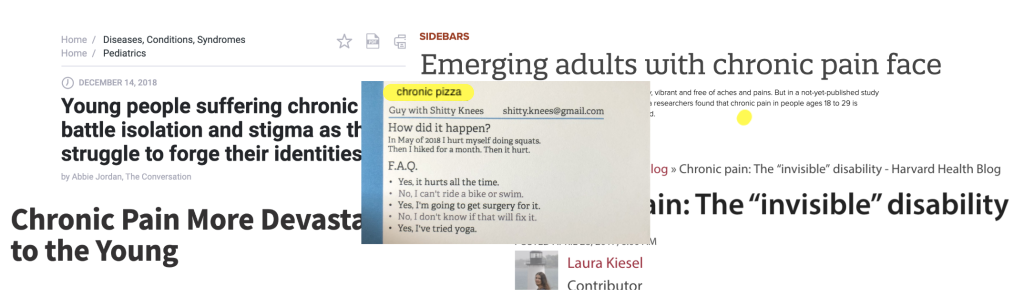 Home / Diseases, Conditions, Syndromes
Home / Pediatrics
DECEMBER 14, 2018
Young people suffering chronic
battle isolation and stigma as th
struggle to forge their identities
by Abbie Jordan, The Conversation
Chronic Pain More Devasta
to the Young
SIDEBARS
Emerging adults with chronic pain face
, vibrant and free of aches and pains. But in a not-yet-published study
researchers found that chronic pain in people ages 18 to 29 is
d.
chronic pizza
Guy with Shitty Knees shitty.knees@gmail.com
How did it happen?
In May of 2018 I hurt myself doing squats.
Then I hiked for a month. Then it hurt.
F.A.Q.
• Yes, it hurts all the time.
• No, I can't ride a bike or swim.
• Yes, I'm going to get surgery for it.
• No, I don't know if that will fix it.
• Yes, I've tried yoga.
log » Chronic pain: The “invisible” disability - Harvard Health Blog
ain: The “invisible” disability
Laura Kiesel
Contributor